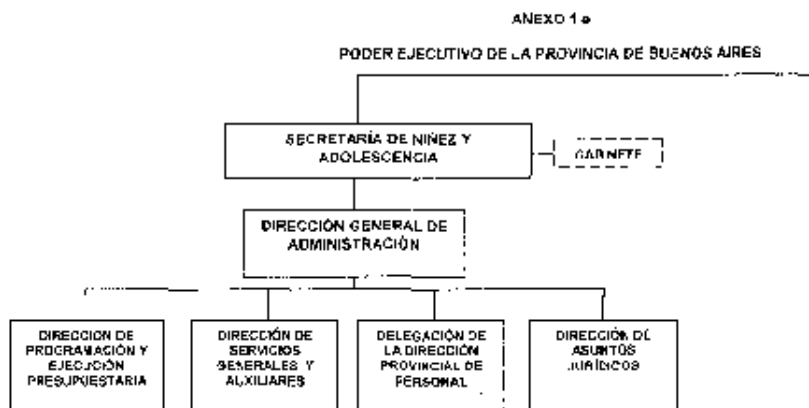 ANEXO 1 e
PODER EJECUTIVO DE LA PROVINCIA DE BUENOS AIRES
SECRETARÍA DE NIÑEZ Y
ADOLESCENCIA
GABINETE
DIRECCIÓN GENERAL DE
ADMINISTRACIÓN
DIRECCION DE
PROGRAMACIÓN Y
EJECUCIÓN
PRESUPUESTARIA
DIRECCIÓN DE
SERVICIOS
GENERALES Y
AUXILIARES
DELEGACIÓN DE
LA DIRECCIÓN
PROVINCIAL DE
PERSONAL
DIRECCIÓN DE
ASUNTOS
JURÍDICOS